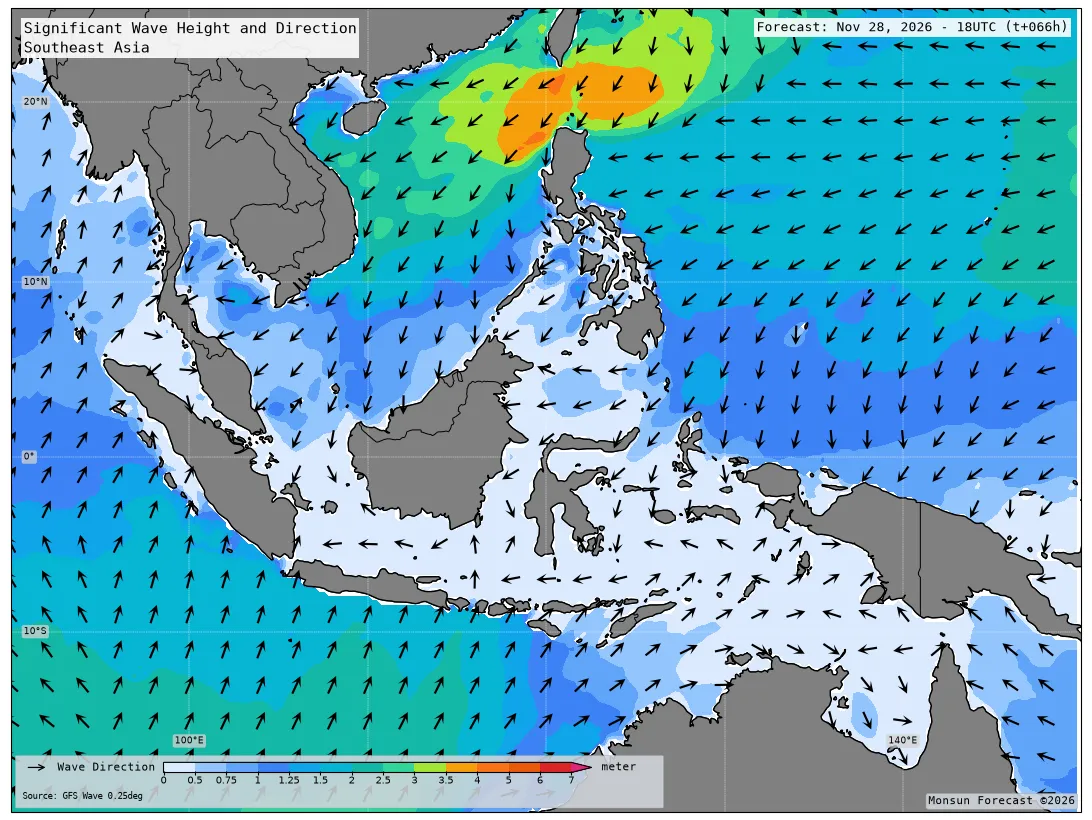 Significant Wave Height and Direction
Southeast Asia
Forecast: Nov 28, 2026 - 18UTC (t+066h)
20°N
10°N
0°
10°S
100°E
140°E
Wave Direction
meter
0 0.5 0.75 1 1.25 1.5 2 2.5 3 3.5 4 5 6 7
Source: GFS Wave 0.25deg
Monsun Forecast ©2026